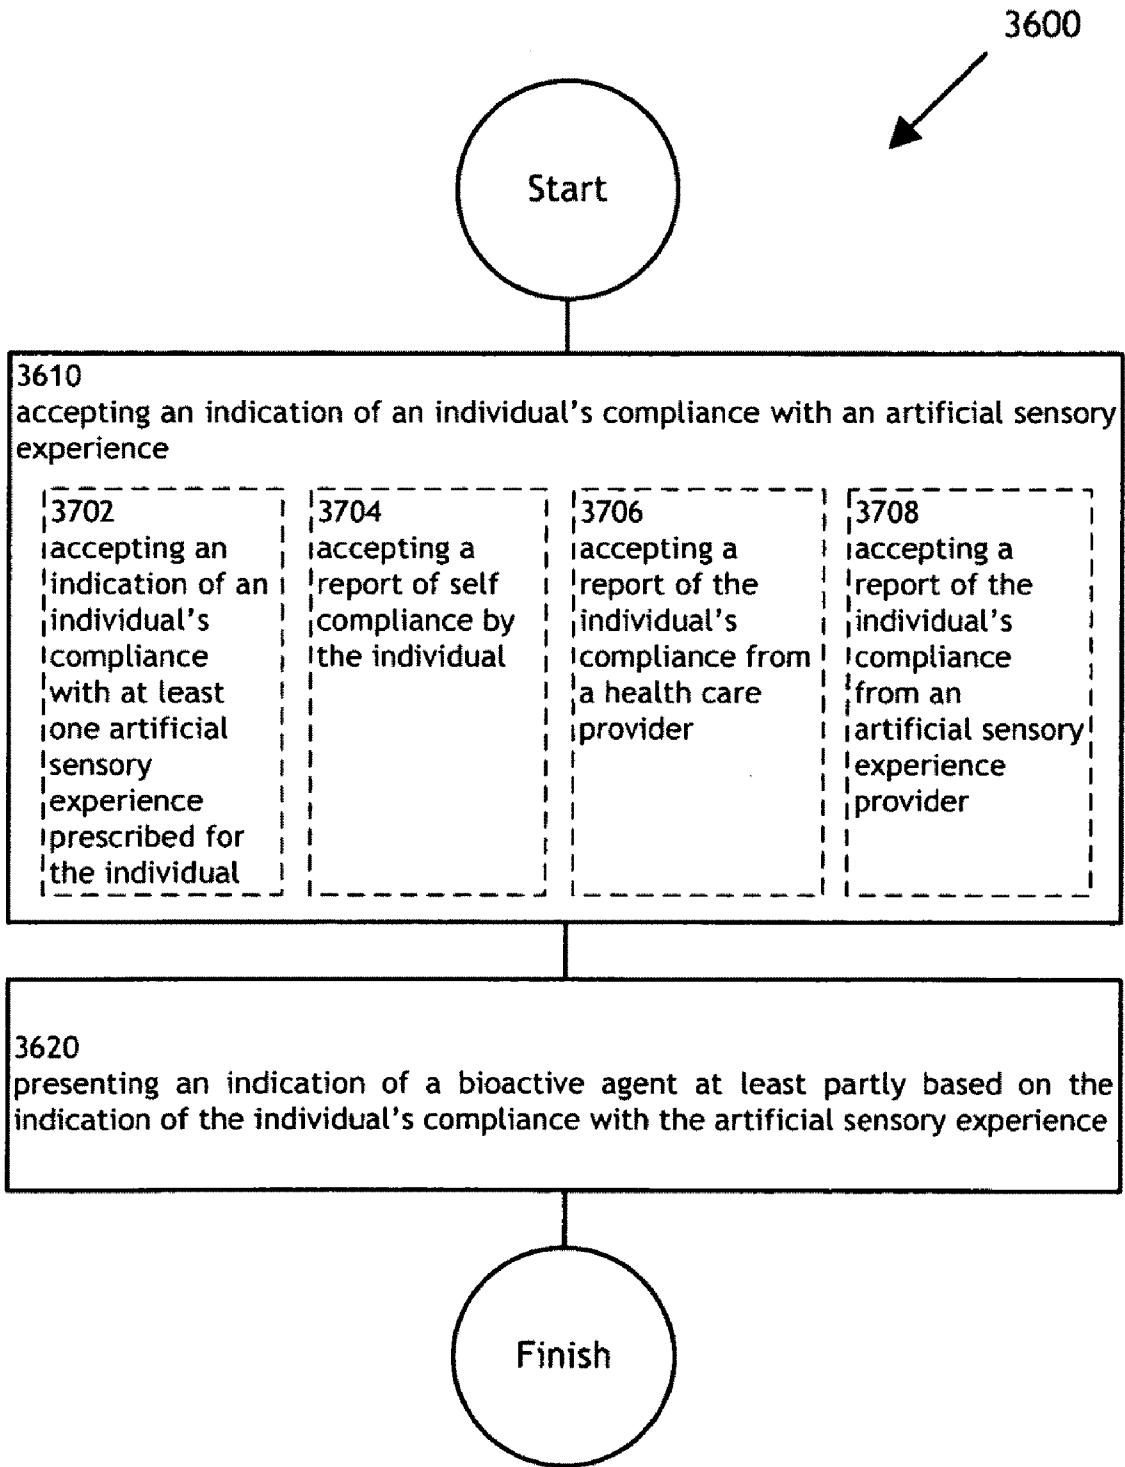 3600
Start
3610
accepting an indication of an individual's compliance with an artificial sensory
experience
3702
accepting an
indication of an
individual's
compliance
with at least
one artificial
sensory
experience
prescribed for
the individual
3704
accepting a
report of self
compliance by
the individual
3706
accepting a
report of the
individual's
compliance from
a health care
provider
3708
accepting a
report of the
individual's
compliance
from an
artificial sensory
experience
provider
3620
presenting an indication of a bioactive agent at least partly based on the
indication of the individual's compliance with the artificial sensory experience
Finish